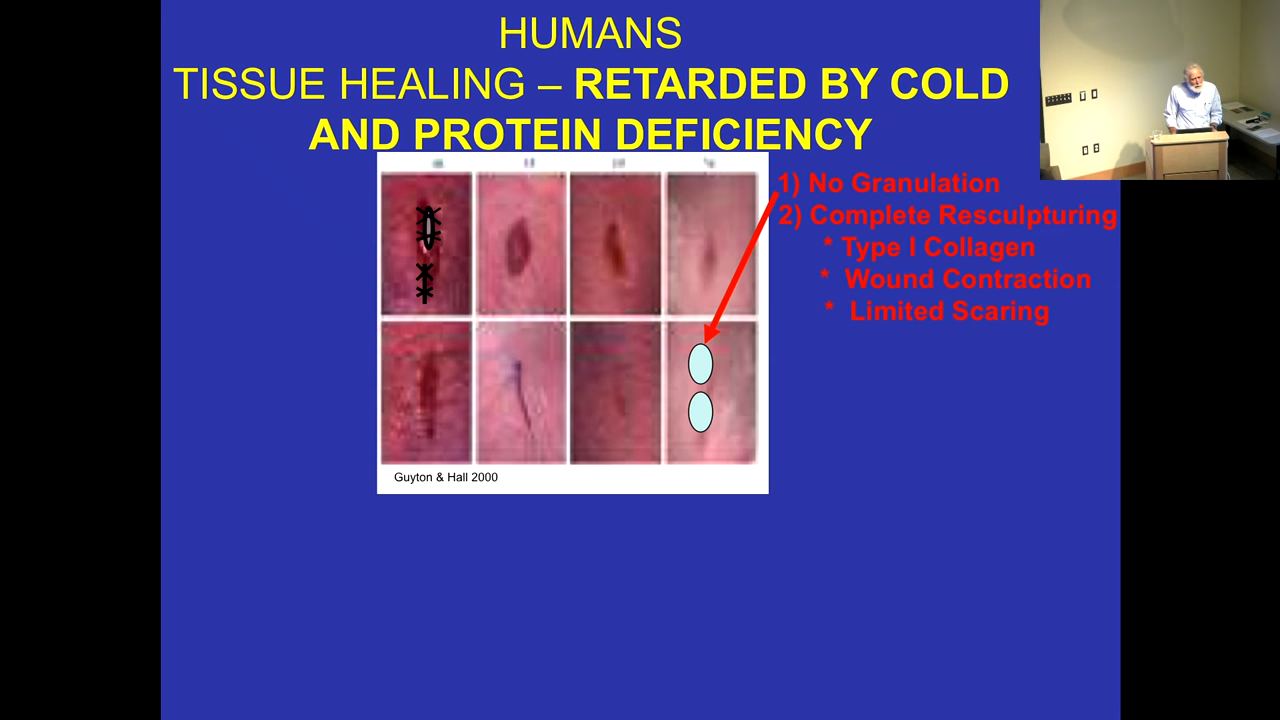 HUMANS
TISSUE HEALING – RETARDED BY COLD
AND PROTEIN DEFICIENCY
1) No Granulation
2) Complete Resculpturing
* Type I Collagen
* Wound Contraction
* Limited Scaring
Guyton & Hall 2000